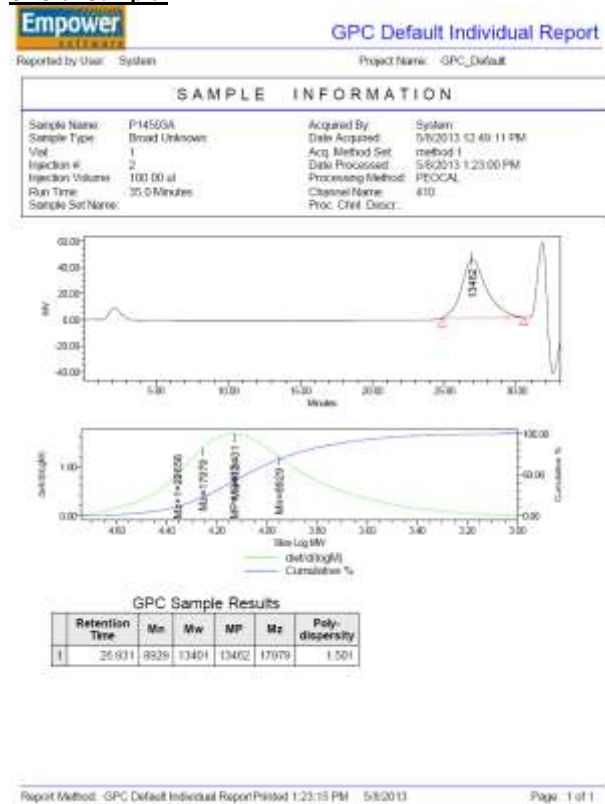 Empower
software
GPC Default Individual Report
Reported by User: System Project Name: GPC_Default
SAMPLE INFORMATION
Sample Name: P14593A Acquired By: System
Sample Type: Broad Unknown Date Acquired: 5/8/2013 12:49:11 PM
Vial: 1 Acq. Method Set: method 1
Injection #: 2 Date Processed: 5/8/2013 1:23:00 PM
Injection Volume: 100.00 ul Processing Method: PEOCAL
Run Time: 35.0 Minutes Channel Name: 410
Sample Set Name: Proc. Chnl. Descr.:
MV
60.00
40.00
20.00
0.00
-20.00
-40.00
13462
5.00 10.00 15.00 20.00 25.00 30.00
Minutes
dwt/d(logM)
1.00
0.00
Mz=17979
Mn=8929
100.00
50.00
0.00
Cumulative %
4.60 4.40 4.20 4.00 3.80 3.60 3.40 3.20 3.00
Slice Log MW
dwt/d(logM)
Cumulative %
GPC Sample Results
Retention Time Mn Mw MP Mz Poly-dispersity
1 26.931 8929 13401 13462 17979 1.501
Report Method: GPC Default Individual Report Printed 1:23:15 PM 5/8/2013 Page: 1 of 1